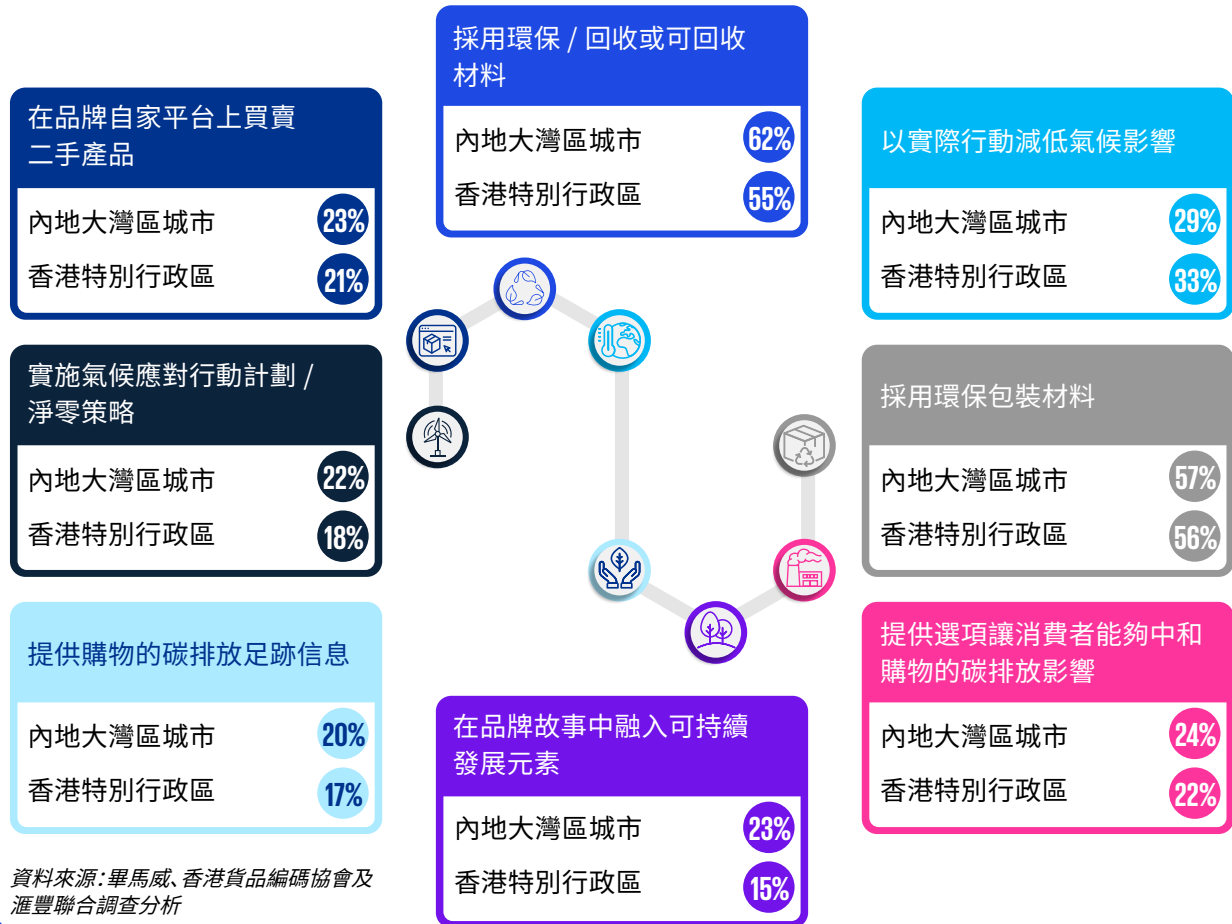 採用環保 / 回收或可回收
材料
內地大灣區城市 62%
香港特別行政區 55%
在品牌自家平台上買賣
二手產品
內地大灣區城市 23%
香港特別行政區 21%
以實際行動減低氣候影響
內地大灣區城市 29%
香港特別行政區 33%
實施氣候應對行動計劃 /
淨零策略
內地大灣區城市 22%
香港特別行政區 18%
採用環保包裝材料
內地大灣區城市 57%
香港特別行政區 56%
提供購物的碳排放足跡信息
內地大灣區城市 20%
香港特別行政區 17%
在品牌故事中融入可持續
發展元素
內地大灣區城市 23%
香港特別行政區 15%
提供選項讓消費者能夠中和
購物的碳排放影響
內地大灣區城市 24%
香港特別行政區 22%
資料來源：畢馬威、香港貨品編碼協會及
滙豐聯合調查分析